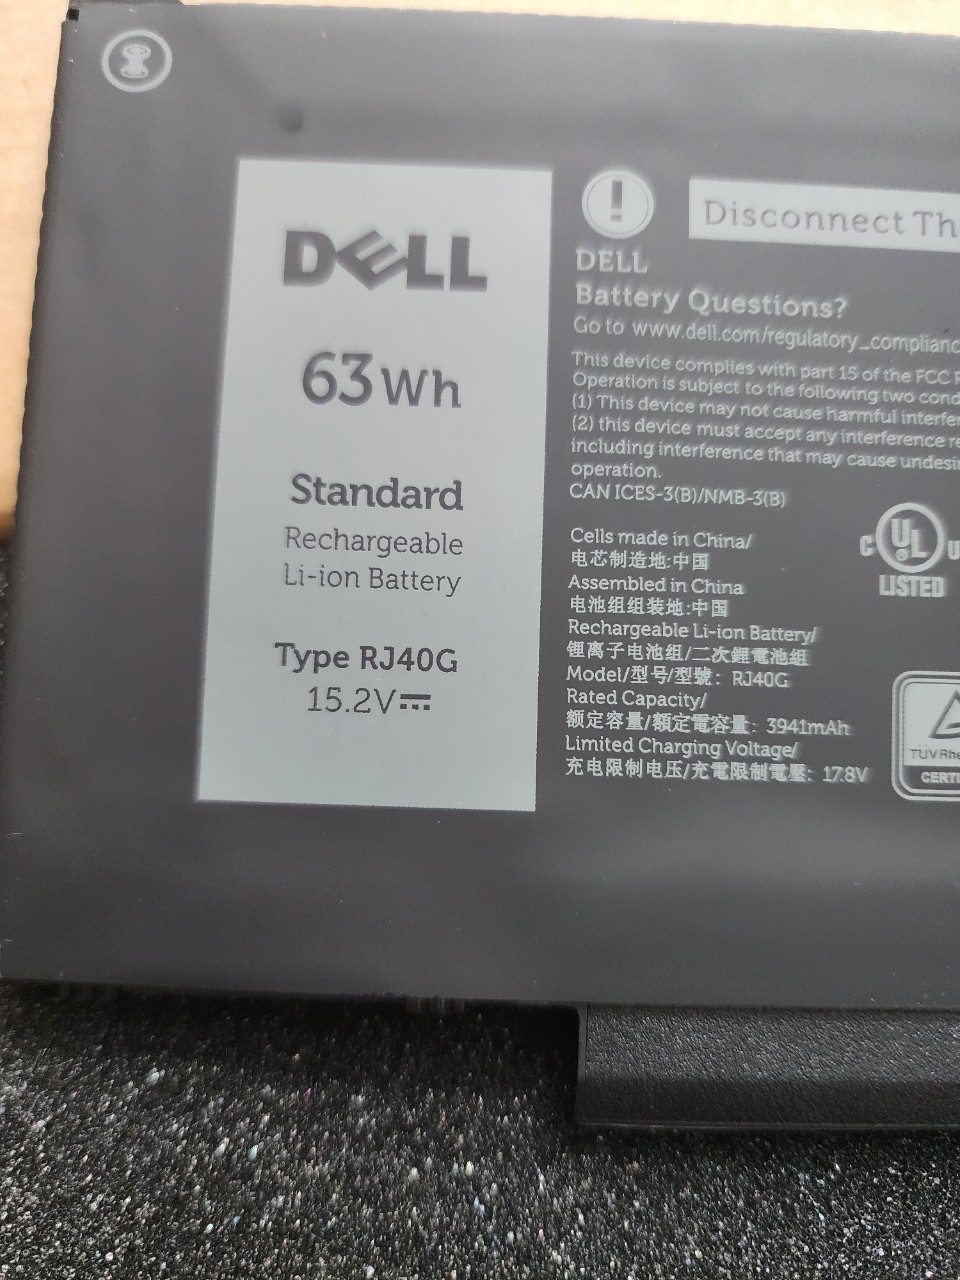 DELL
63 Wh
Standard
Rechargeable
Li-ion Battery
Type RJ40G
15.2V⎓
! Disconnect Th
DELL
Battery Questions?
Go to www.dell.com/regulatory_complianc
This device complies with part 15 of the FCC
Operation is subject to the following two cond
(1) This device may not cause harmful interfer
(2) this device must accept any interference re
including interference that may cause undesi
operation.
CAN ICES-3(B)/NMB-3(B)
Cells made in China/
电芯制造地:中国
Assembled in China
电池组组装地:中国
Rechargeable Li-ion Battery/
锂离子电池组/二次鋰電池組
Model/型号/型號: RJ40G
Rated Capacity/
额定容量/額定電容量: 3941mAh
Limited Charging Voltage/
充电限制电压/充電限制電壓: 17.8V
C UL ® U
LISTED
TÜVRhe
CERTI